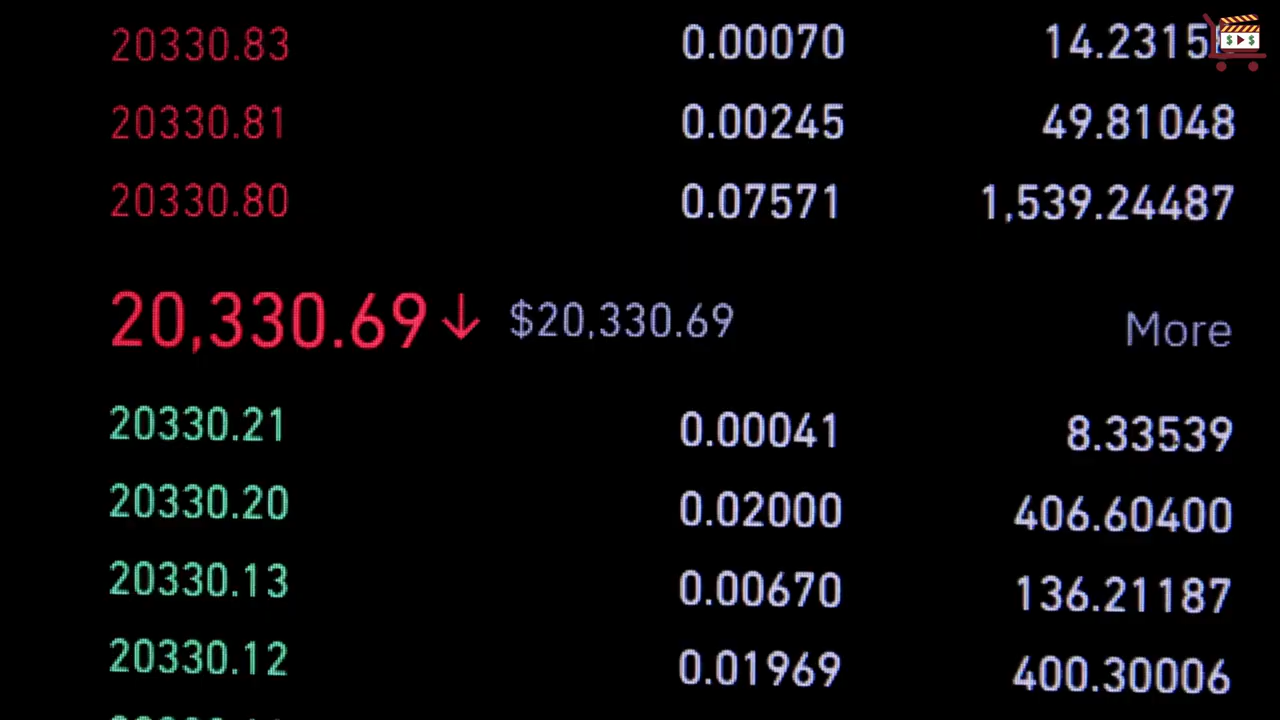 20330.83 0.00070 14.2315
20330.81 0.00245 49.81048
20330.80 0.07571 1,539.24487
20,330.69↓ $20,330.69 More
20330.21 0.00041 8.33539
20330.20 0.02000 406.60400
20330.13 0.00670 136.21187
20330.12 0.01969 400.30006